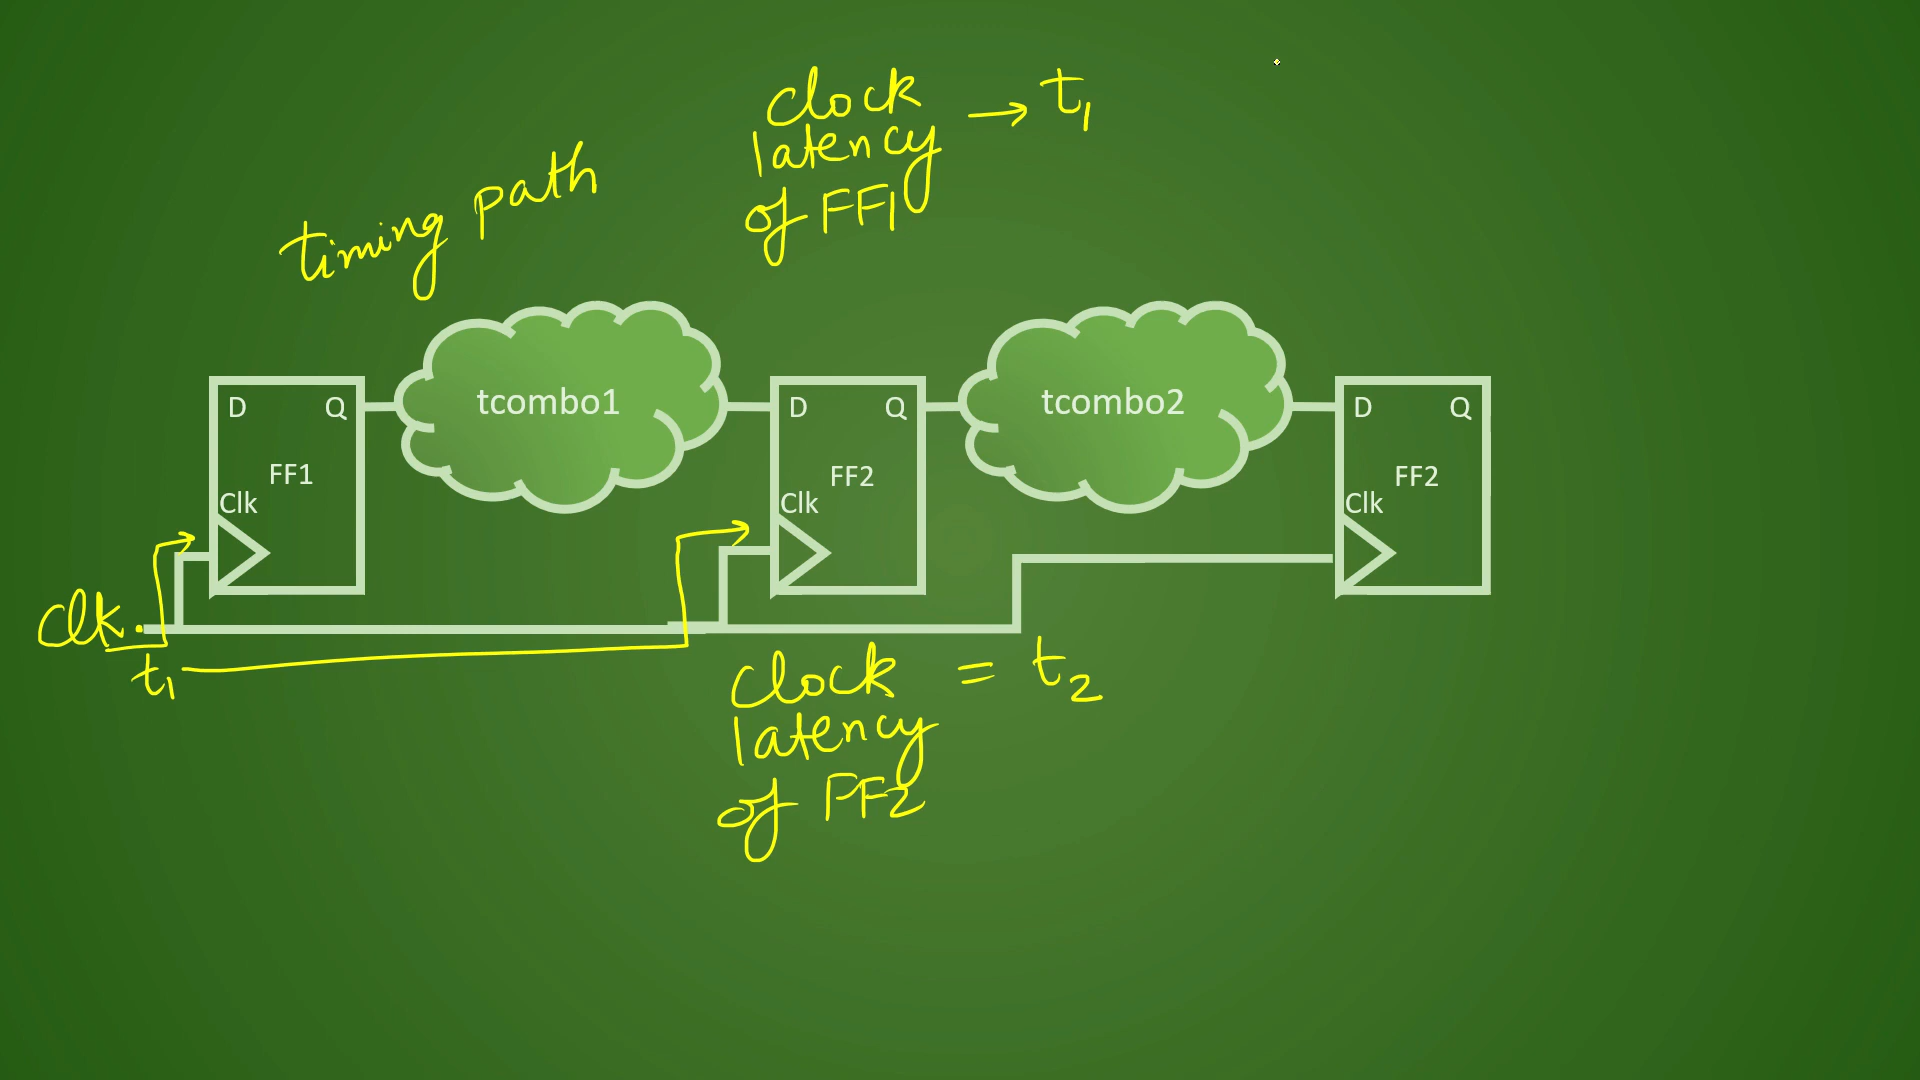 clock → t1
latency
of FF1
timing path
tcombo1
tcombo2
D Q
FF1
Clk
D Q
FF2
Clk
D Q
FF2
Clk
Clk
t1
clock = t2
latency
of FF2